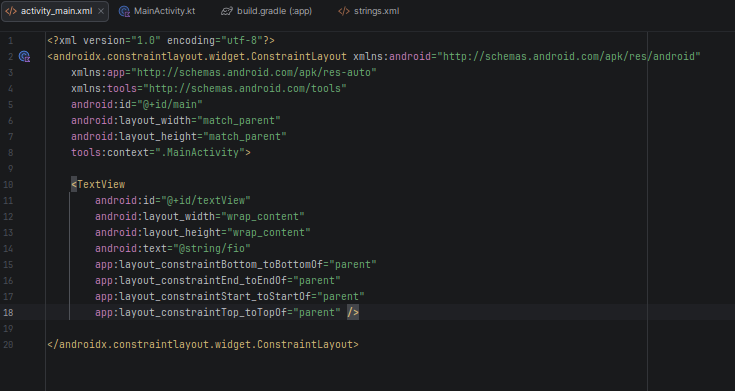 activity_main.xml × MainActivity.kt build.gradle (:app) strings.xml
1 <?xml version="1.0" encoding="utf-8"?>
2 <androidx.constraintlayout.widget.ConstraintLayout xmlns:android="http://schemas.android.com/apk/res/android"
3 xmlns:app="http://schemas.android.com/apk/res-auto"
4 xmlns:tools="http://schemas.android.com/tools"
5 android:id="@+id/main"
6 android:layout_width="match_parent"
7 android:layout_height="match_parent"
8 tools:context=".MainActivity">
9
10 <TextView
11 android:id="@+id/textView"
12 android:layout_width="wrap_content"
13 android:layout_height="wrap_content"
14 android:text="@string/fio"
15 app:layout_constraintBottom_toBottomOf="parent"
16 app:layout_constraintEnd_toEndOf="parent"
17 app:layout_constraintStart_toStartOf="parent"
18 app:layout_constraintTop_toTopOf="parent" />
19
20 </androidx.constraintlayout.widget.ConstraintLayout>